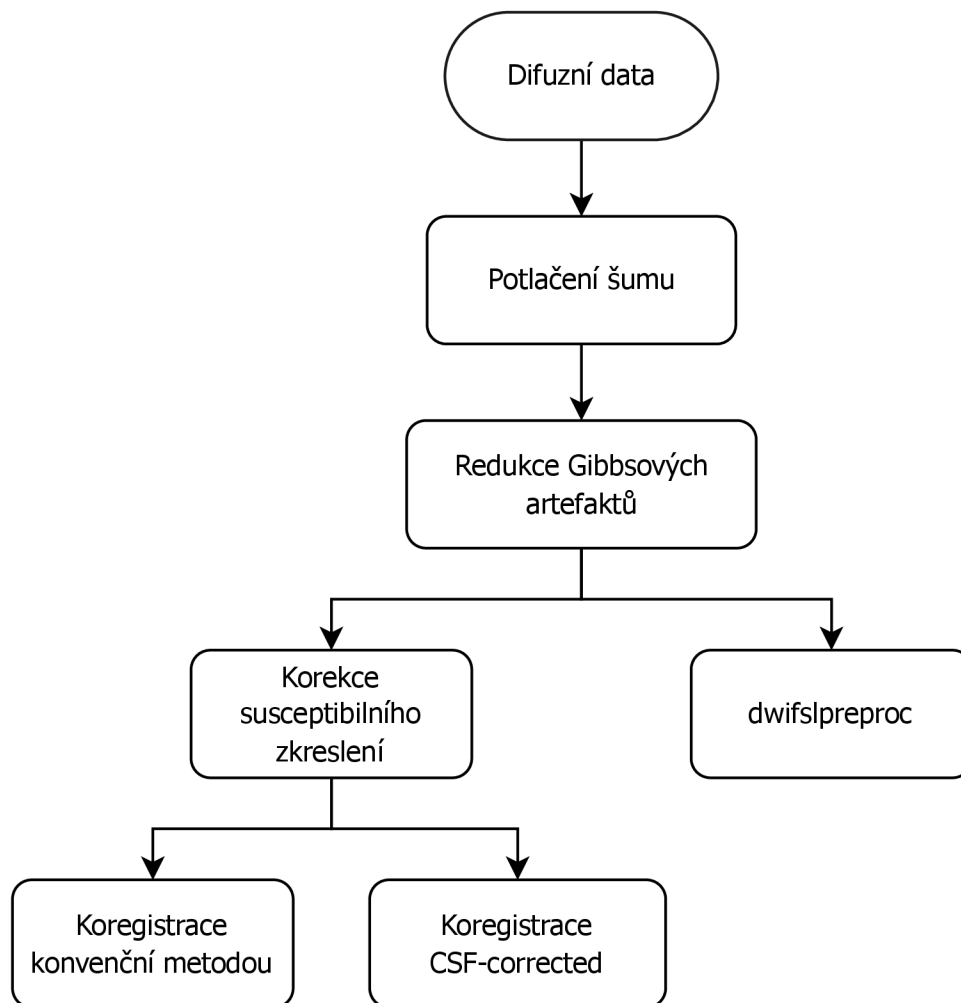 Difuzní data
Potlačení šumu
Redukce Gibbsových
artefaktů
Korekce
susceptibilního
zkreslení
dwifslpreproc
Koregistrace
konvenční metodou
Koregistrace
CSF-corrected